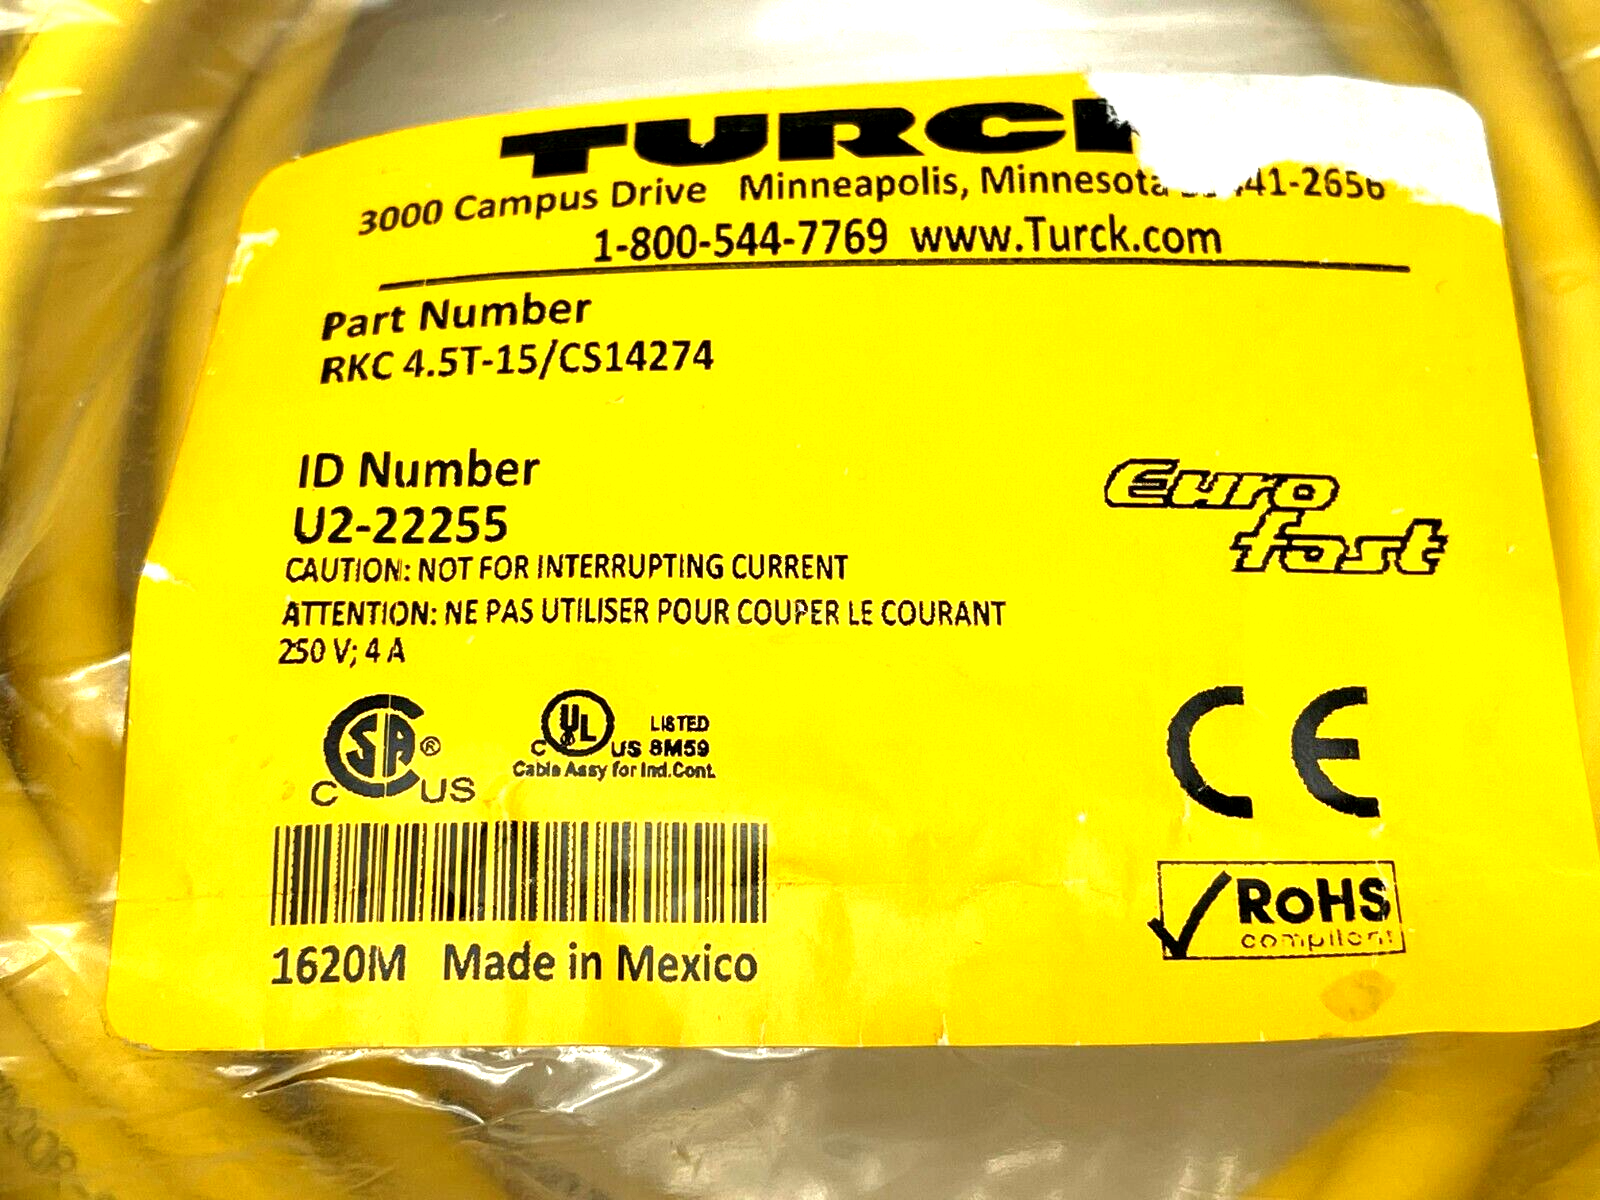 TURCK
3000 Campus Drive Minneapolis, Minnesota
1-800-544-7769 www.Turck.com
Part Number
RKC 4.5T-15/CS14274
ID Number
U2-22255
CAUTION: NOT FOR INTERRUPTING CURRENT
ATTENTION: NE PAS UTILISER POUR COUPER LE COURANT
250 V; 4 A
Euro
fast
CSA ®
C US
UL
C US
LISTED
8M59
Cable Assy for Ind.Cont.
CE
RoHS
compliant
1620M Made in Mexico